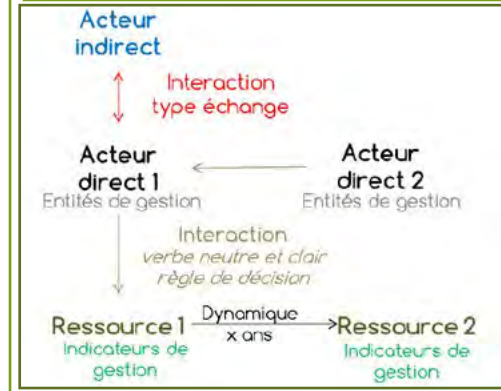 Acteur
indirect
Interaction
type échange
Acteur
direct 1
Entités de gestion
Acteur
direct 2
Entités de gestion
Interaction
verbe neutre et clair
règle de décision
Ressource 1
Indicateurs de
gestion
Dynamique
x ans
Ressource 2
Indicateurs de
gestion